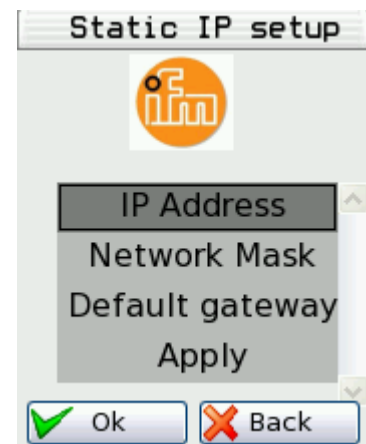 Static IP setup
ifm
IP Address
Network Mask
Default gateway
Apply
Ok
Back